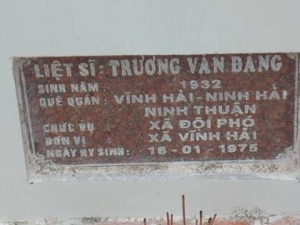 LIỆT SĨ: TRƯƠNG VĂN ĐANG
SINH NĂM : 1932
QUÊ QUÁN : VĨNH HẢI-NINH HẢI
NINH THUẬN
CHỨC VỤ : XÃ ĐỘI PHÓ
ĐƠN VỊ : XÃ VĨNH HẢI
NGÀY HY SINH: 16-01-1975